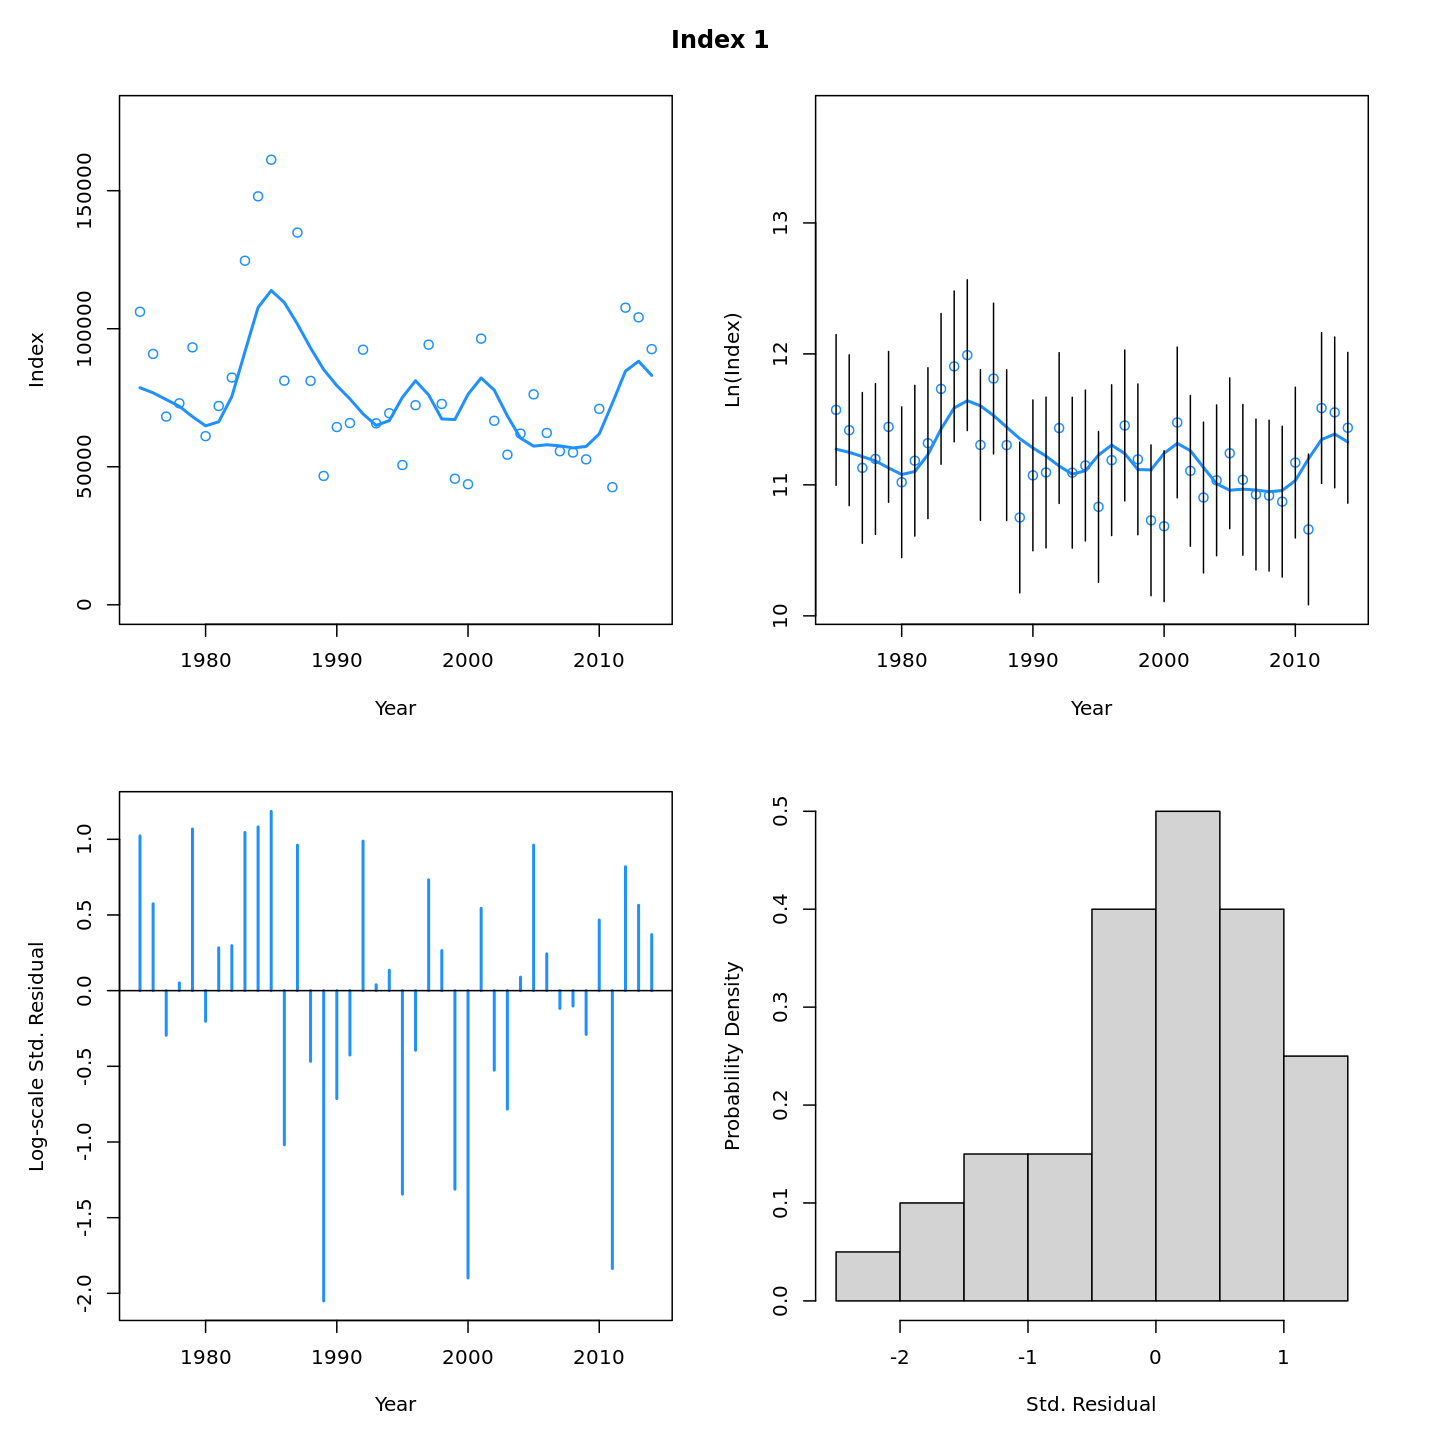 Index 1
Index
0
50000
100000
150000
1980 1990 2000 2010
Year
Ln(Index)
10
11
12
13
1980 1990 2000 2010
Year
Log-scale Std. Residual
-2.0
-1.5
-1.0
-0.5
0.0
0.5
1.0
1980 1990 2000 2010
Year
Probability Density
0.0
0.1
0.2
0.3
0.4
0.5
-2 -1 0 1
Std. Residual